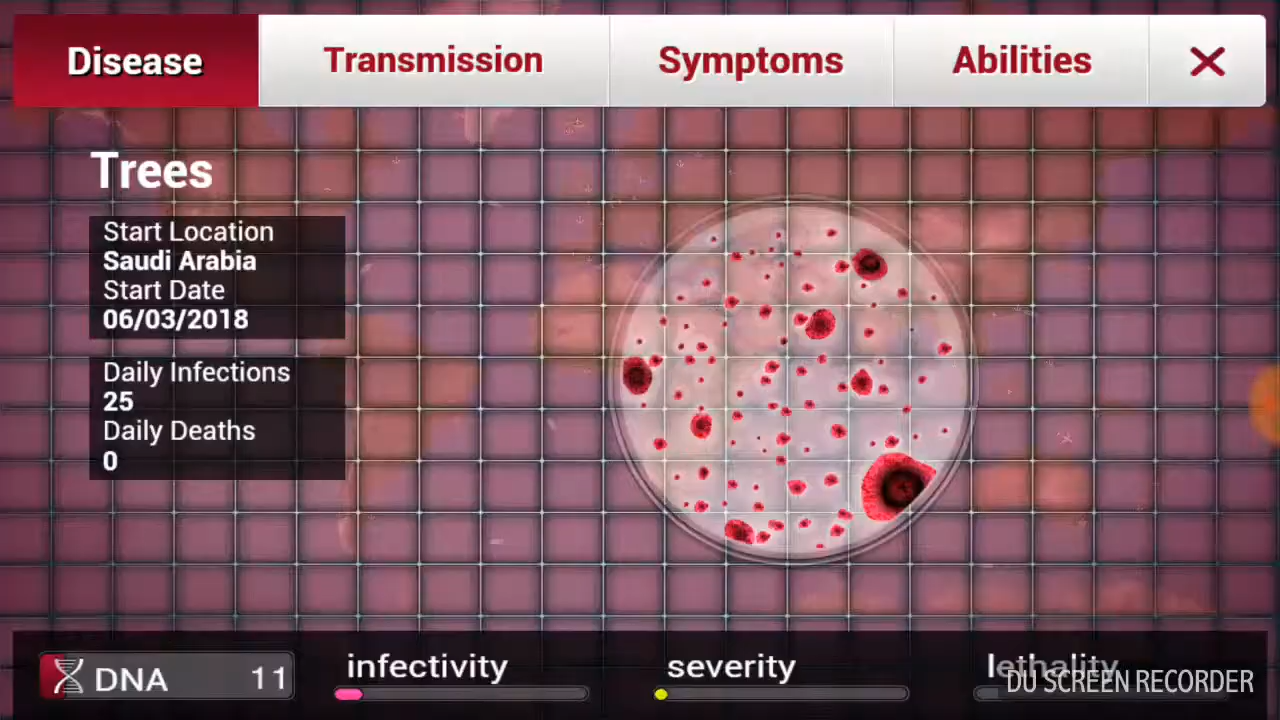 Disease
Transmission
Symptoms
Abilities
X
Trees
Start Location
Saudi Arabia
Start Date
06/03/2018
Daily Infections
25
Daily Deaths
0
DNA 11
infectivity
severity
lethality
DU SCREEN RECORDER